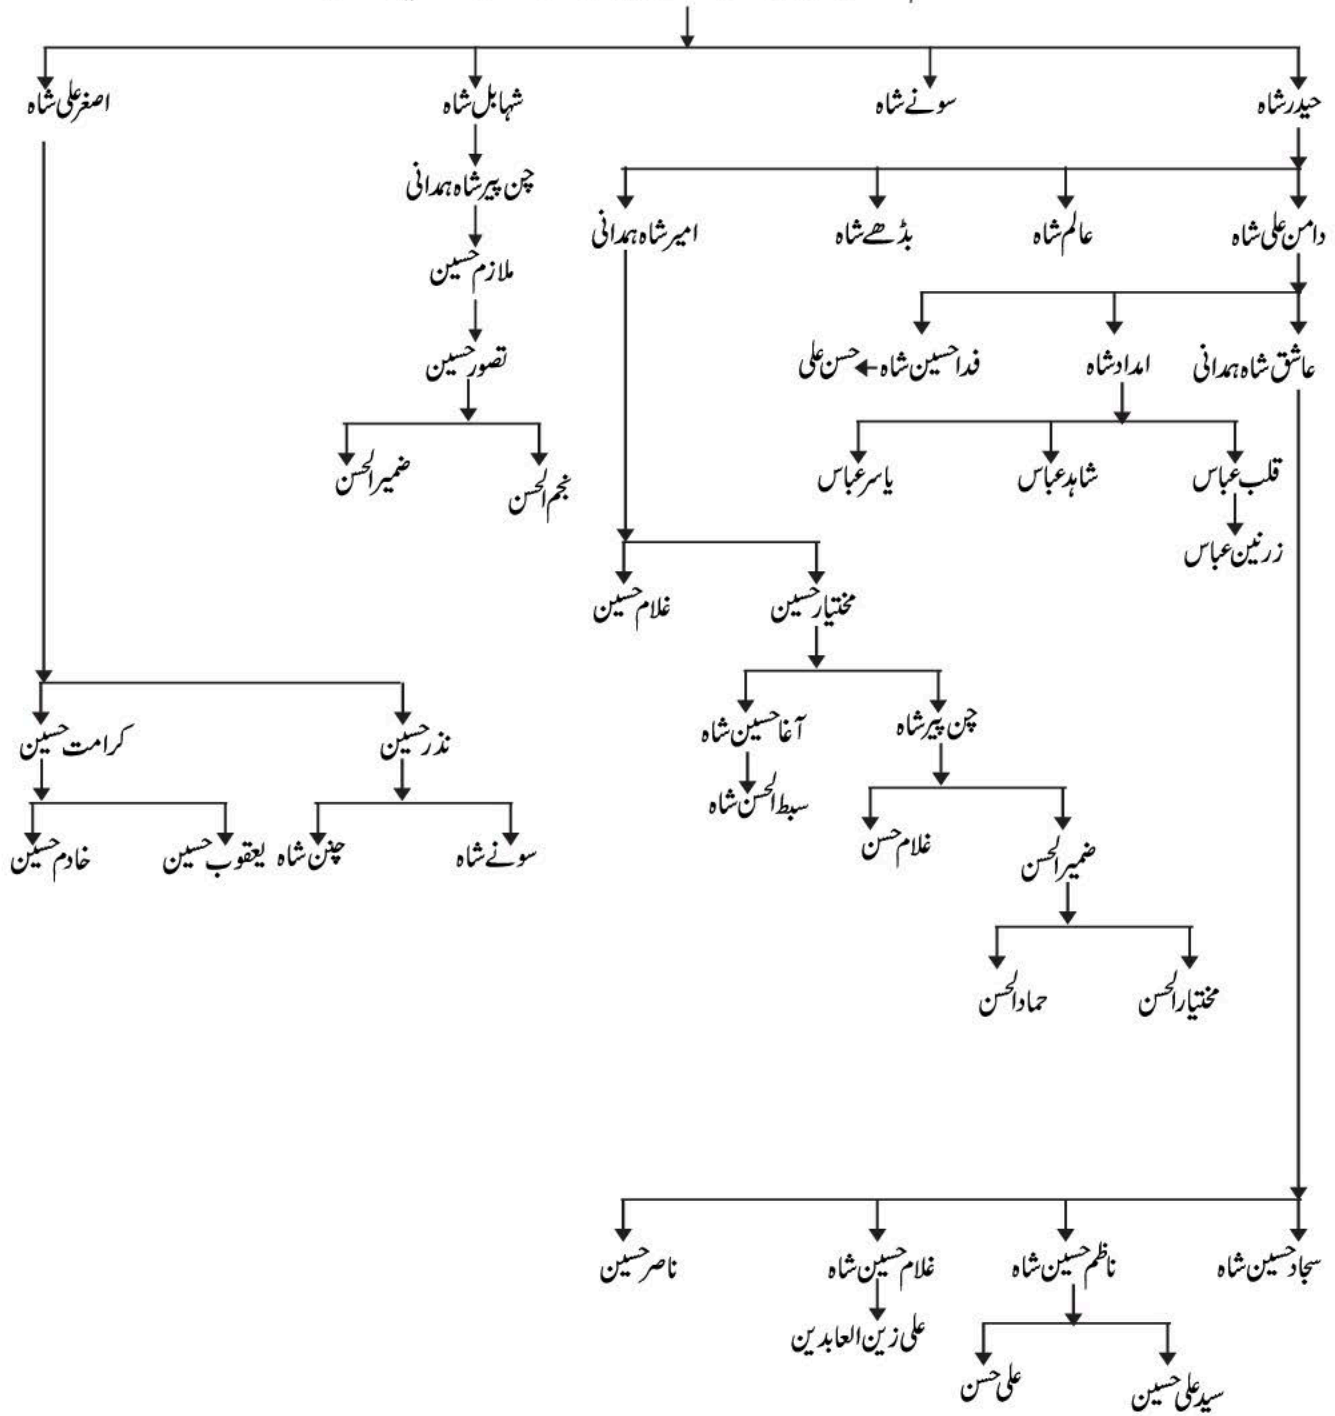 حیدر شاہ سونے شاہ شہابل شاہ اصغر علی شاہ
چن پیر شاہ ہمدانی
دامن علی شاہ عالم شاہ بڈھے شاہ امیر شاہ ہمدانی
ملازم حسین
عاشق شاہ ہمدانی امداد شاہ فدا حسین شاہ ← حسن علی تصور حسین
قلب عباس شاہد عباس یاسر عباس نجم الحسن ضمیر الحسن
زرنین عباس
مختیار حسین غلام حسین
چن پیر شاہ آغا حسین شاہ نذر حسین کرامت حسین
سبط الحسن شاہ
ضمیر الحسن غلام حسن سونے شاہ چنن شاہ یعقوب حسین خادم حسین
مختیار الحسن حماد الحسن
سجاد حسین شاہ ناظم حسین شاہ غلام حسین شاہ ناصر حسین
علی زین العابدین
سید علی حسین علی حسن